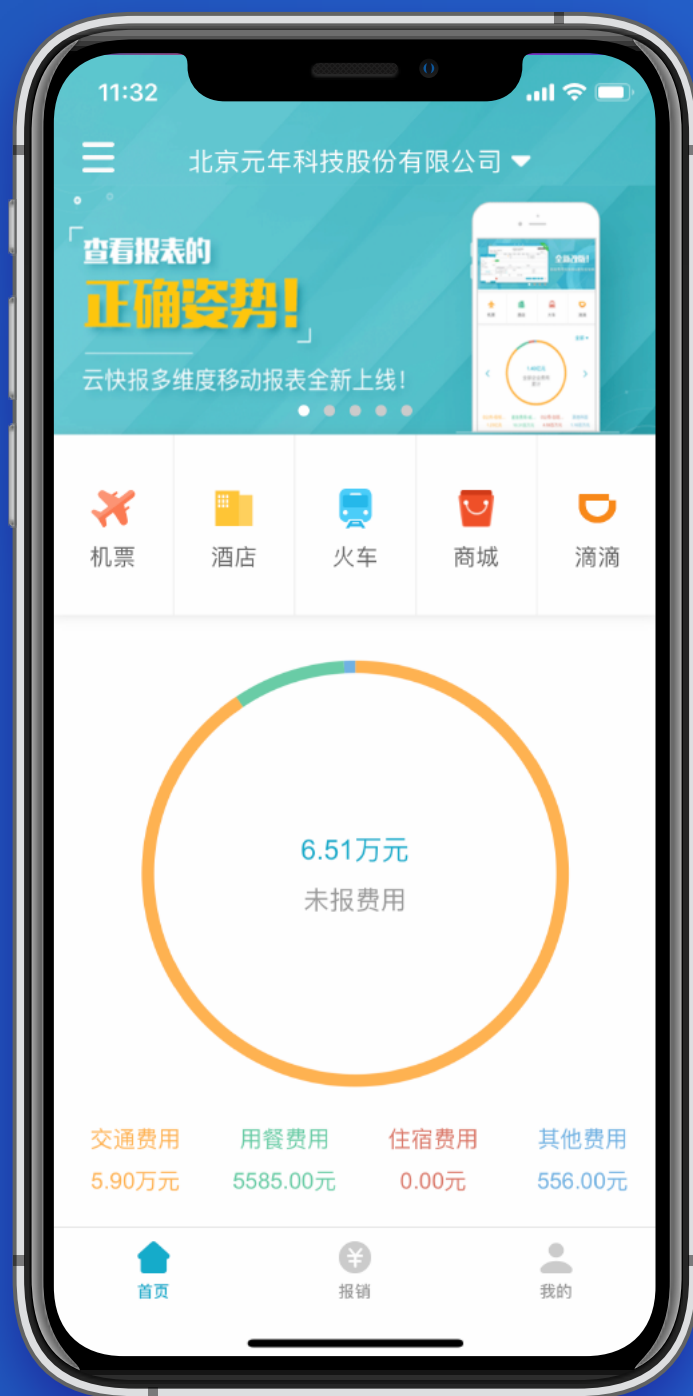 11:32
北京元年科技股份有限公司
查看报表的
正确姿势!
云快报多维度移动报表全新上线!
全新改版!
机票
酒店
火车
商城
滴滴
6.51万元
未报费用
交通费用 用餐费用 住宿费用 其他费用
5.90万元 5585.00元 0.00元 556.00元
¥
首页 报销 我的